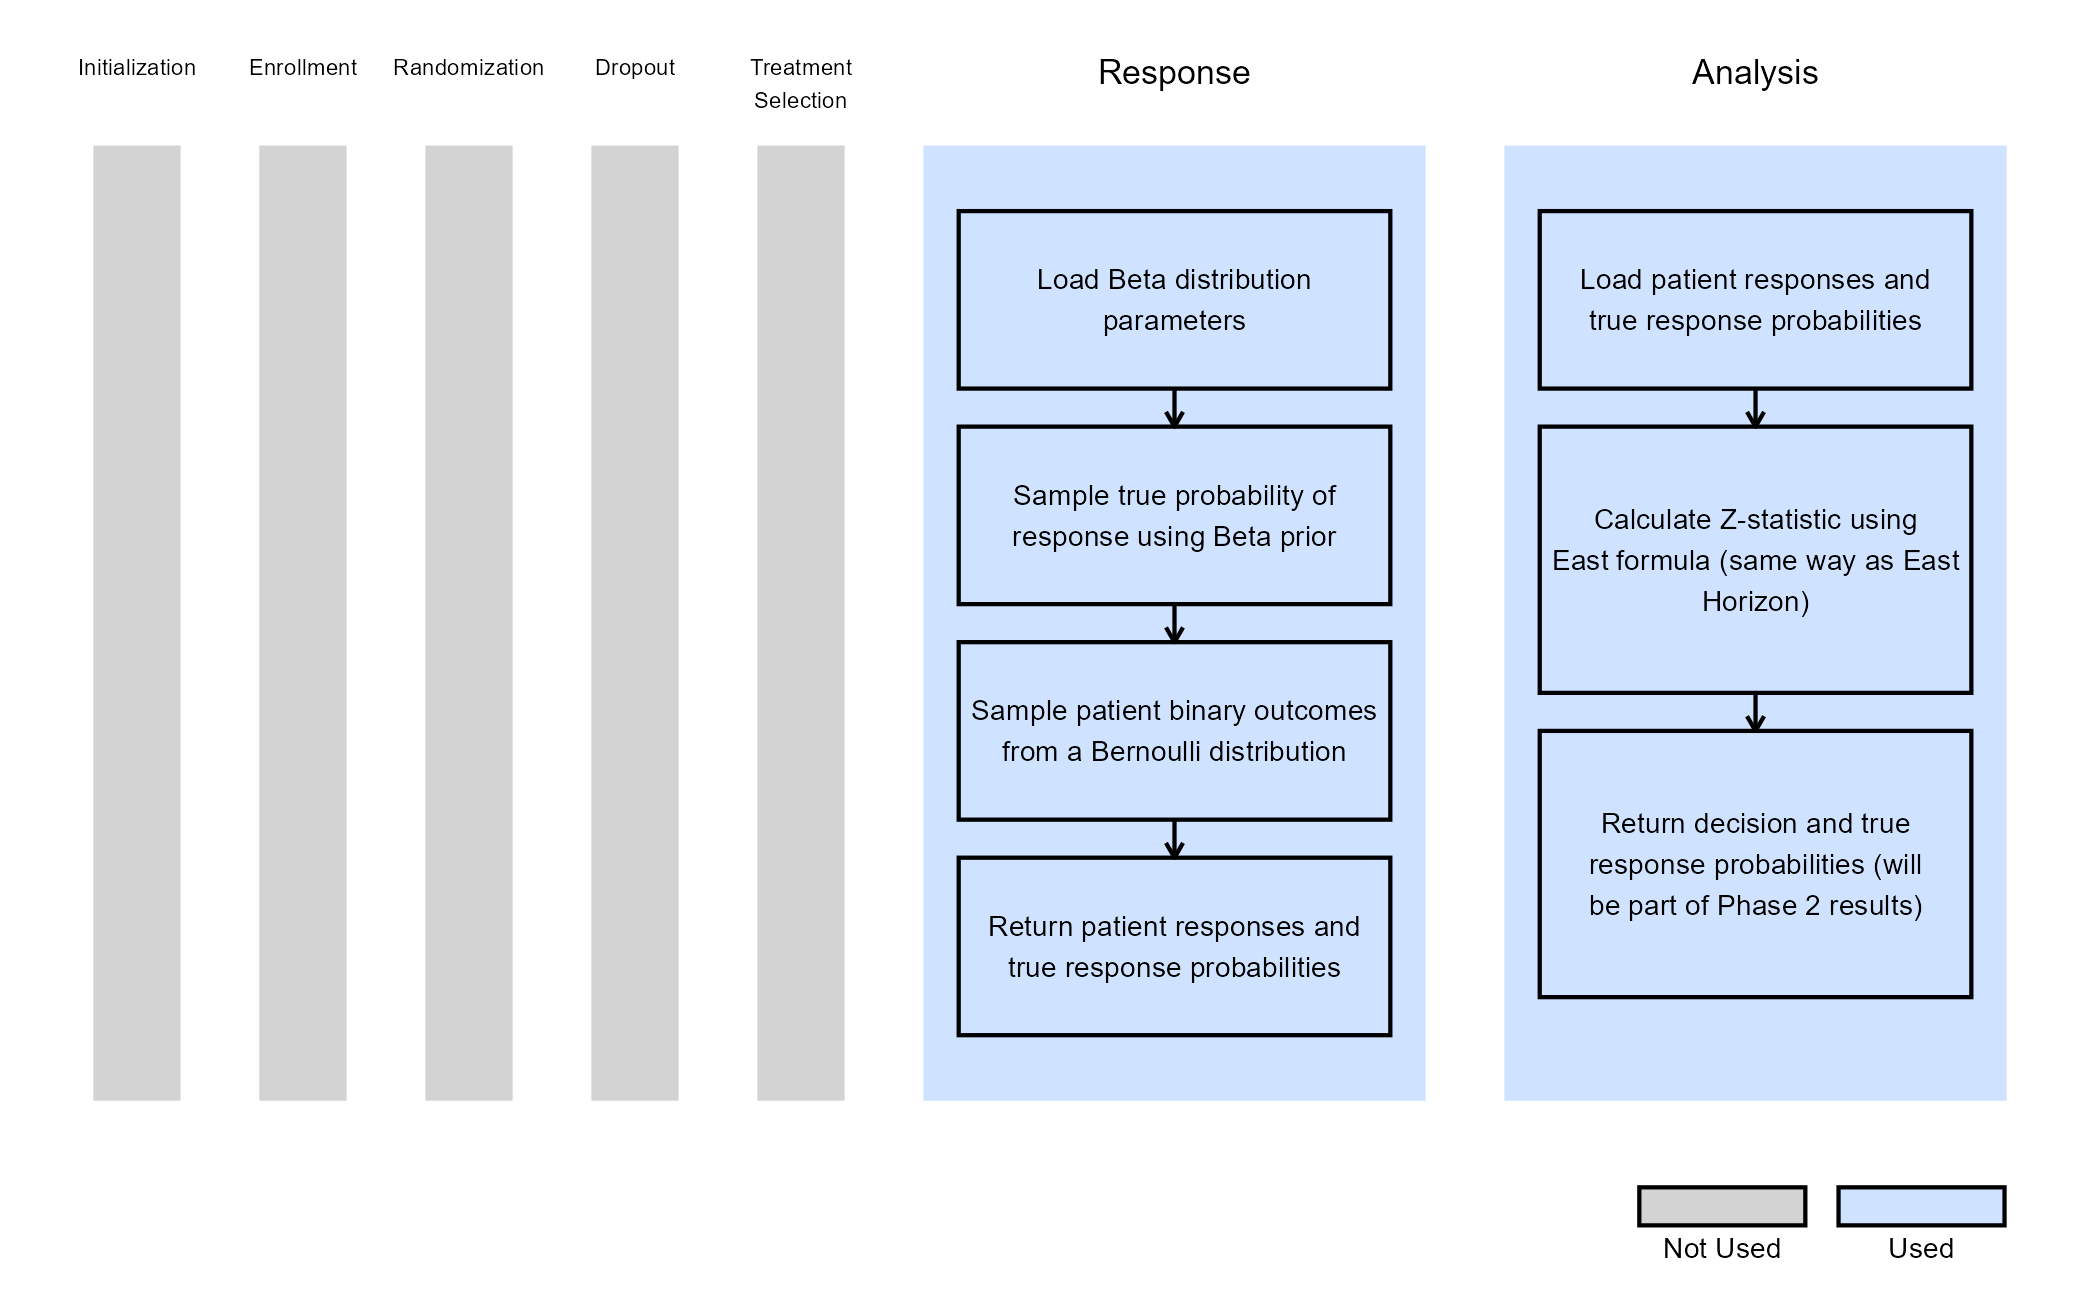 Initialization
Enrollment
Randomization
Dropout
Treatment
Selection
Response
Analysis
Load Beta distribution
parameters
Sample true probability of
response using Beta prior
Sample patient binary outcomes
from a Bernoulli distribution
Return patient responses and
true response probabilities
Load patient responses and
true response probabilities
Calculate Z-statistic using
East formula (same way as East
Horizon)
Return decision and true
response probabilities (will
be part of Phase 2 results)
Not Used
Used